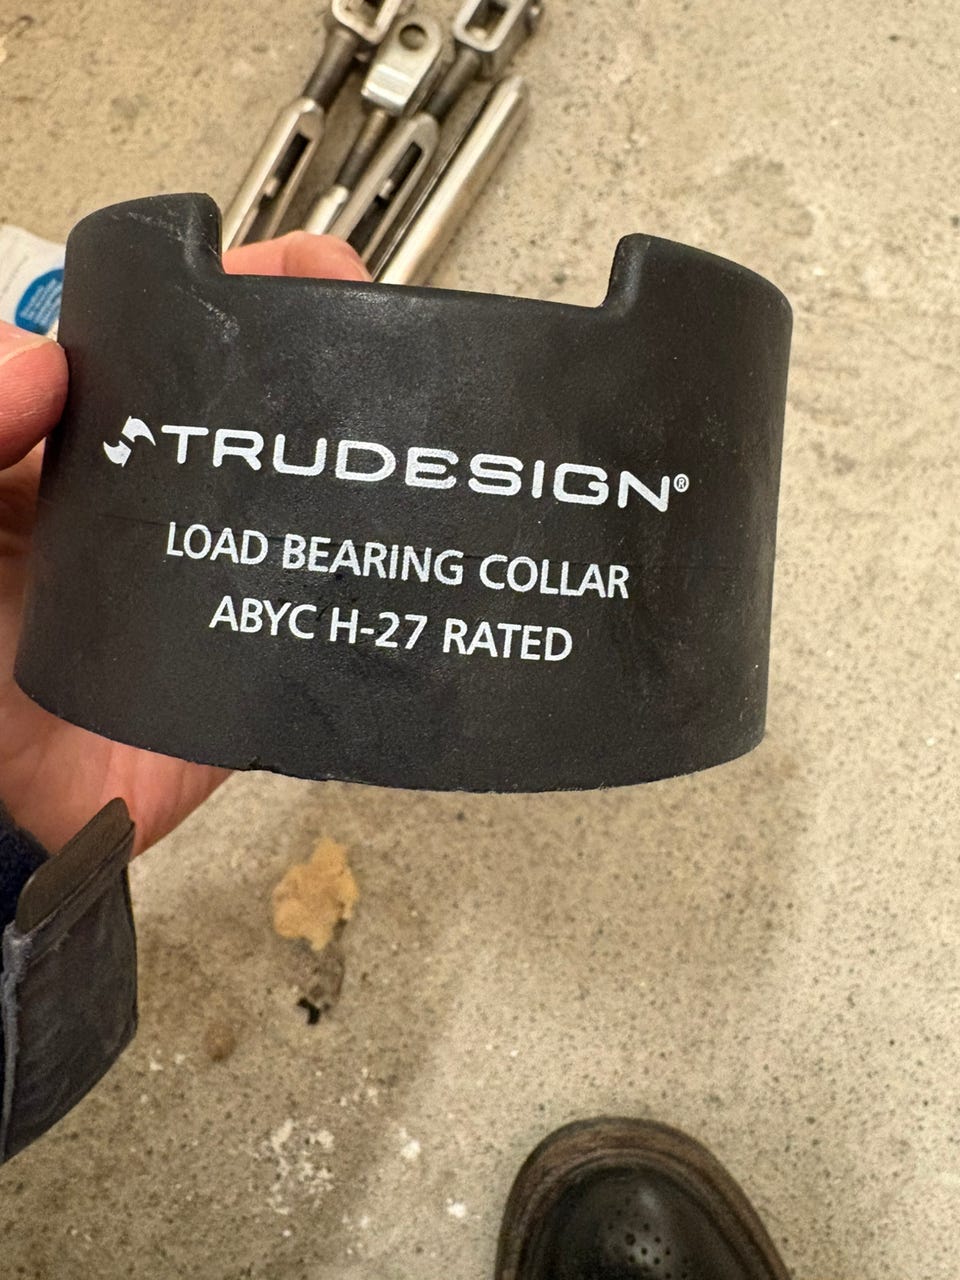 TRUDESIGN®
LOAD BEARING COLLAR
ABYC H-27 RATED